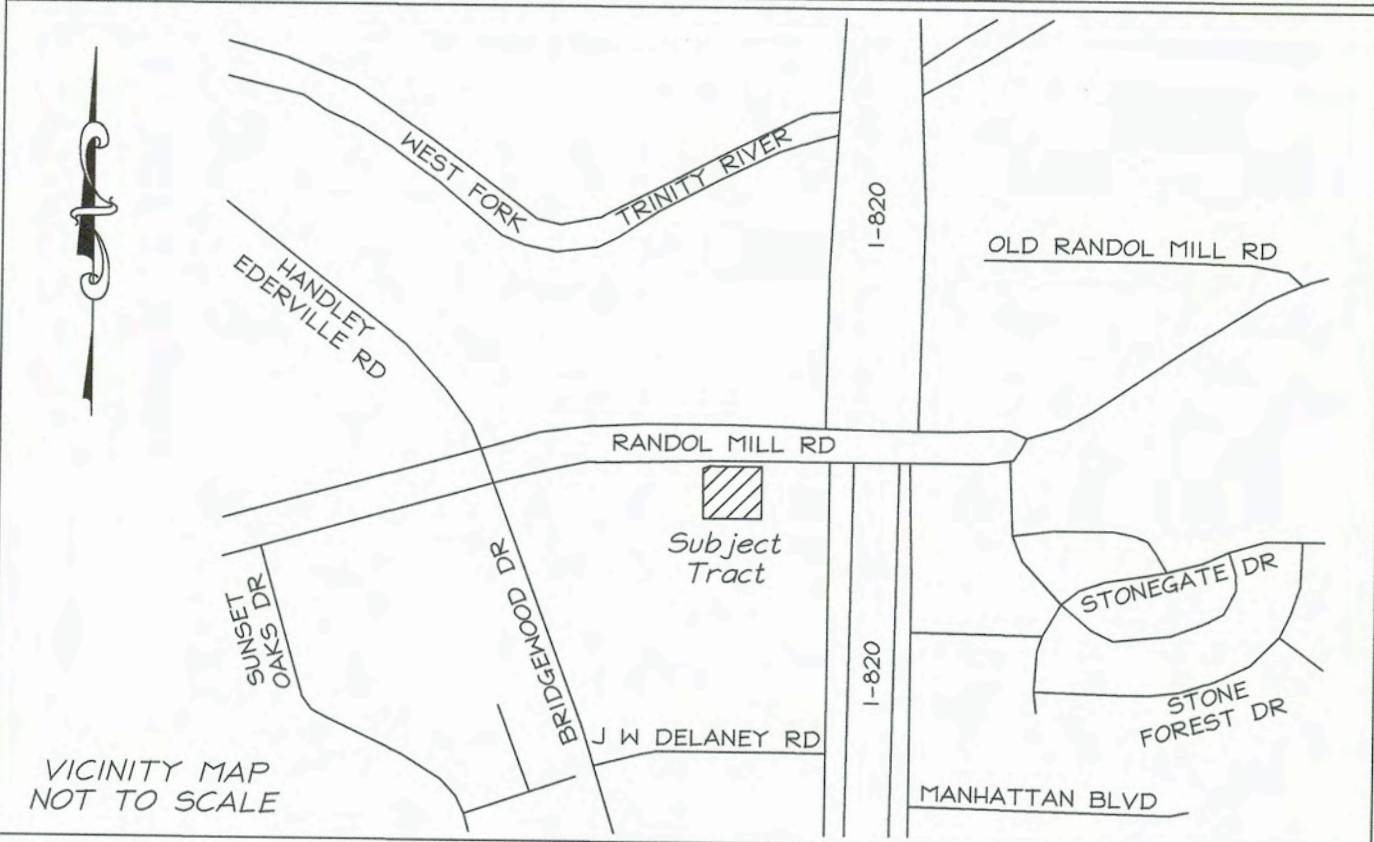 WEST FORK
TRINITY RIVER
I-820
OLD RANDOL MILL RD
HANDLEY
EDERVILLE RD
RANDOL MILL RD
Subject
Tract
SUNSET
OAKS DR
BRIDGEWOOD DR
STONEGATE DR
I-820
STONE
FOREST DR
J W DELANEY RD
MANHATTAN BLVD
VICINITY MAP
NOT TO SCALE